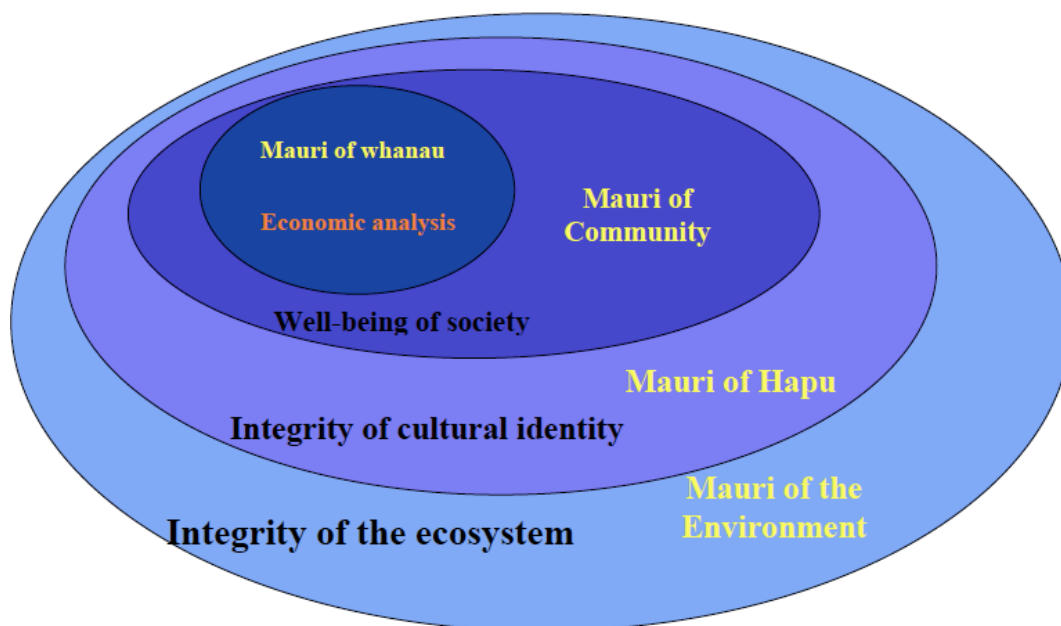 Mauri of whanau
Economic analysis
Mauri of
Community
Well-being of society
Mauri of Hapu
Integrity of cultural identity
Mauri of the
Environment
Integrity of the ecosystem